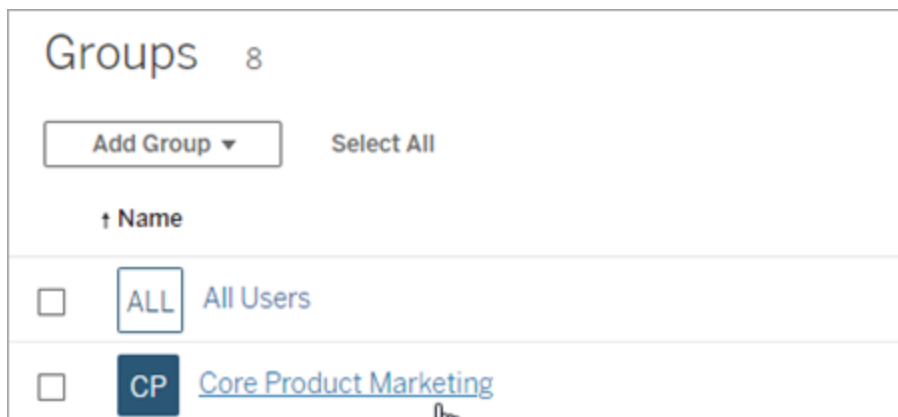 Groups 8
Add Group Select All
↑ Name
ALL All Users
CP Core Product Marketing